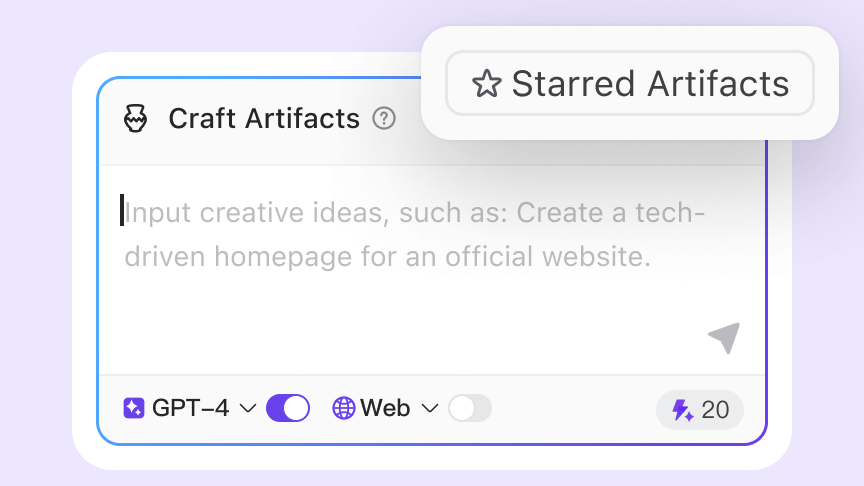 Starred Artifacts
Craft Artifacts ?
Input creative ideas, such as: Create a tech-
driven homepage for an official website.
GPT–4 Web 20